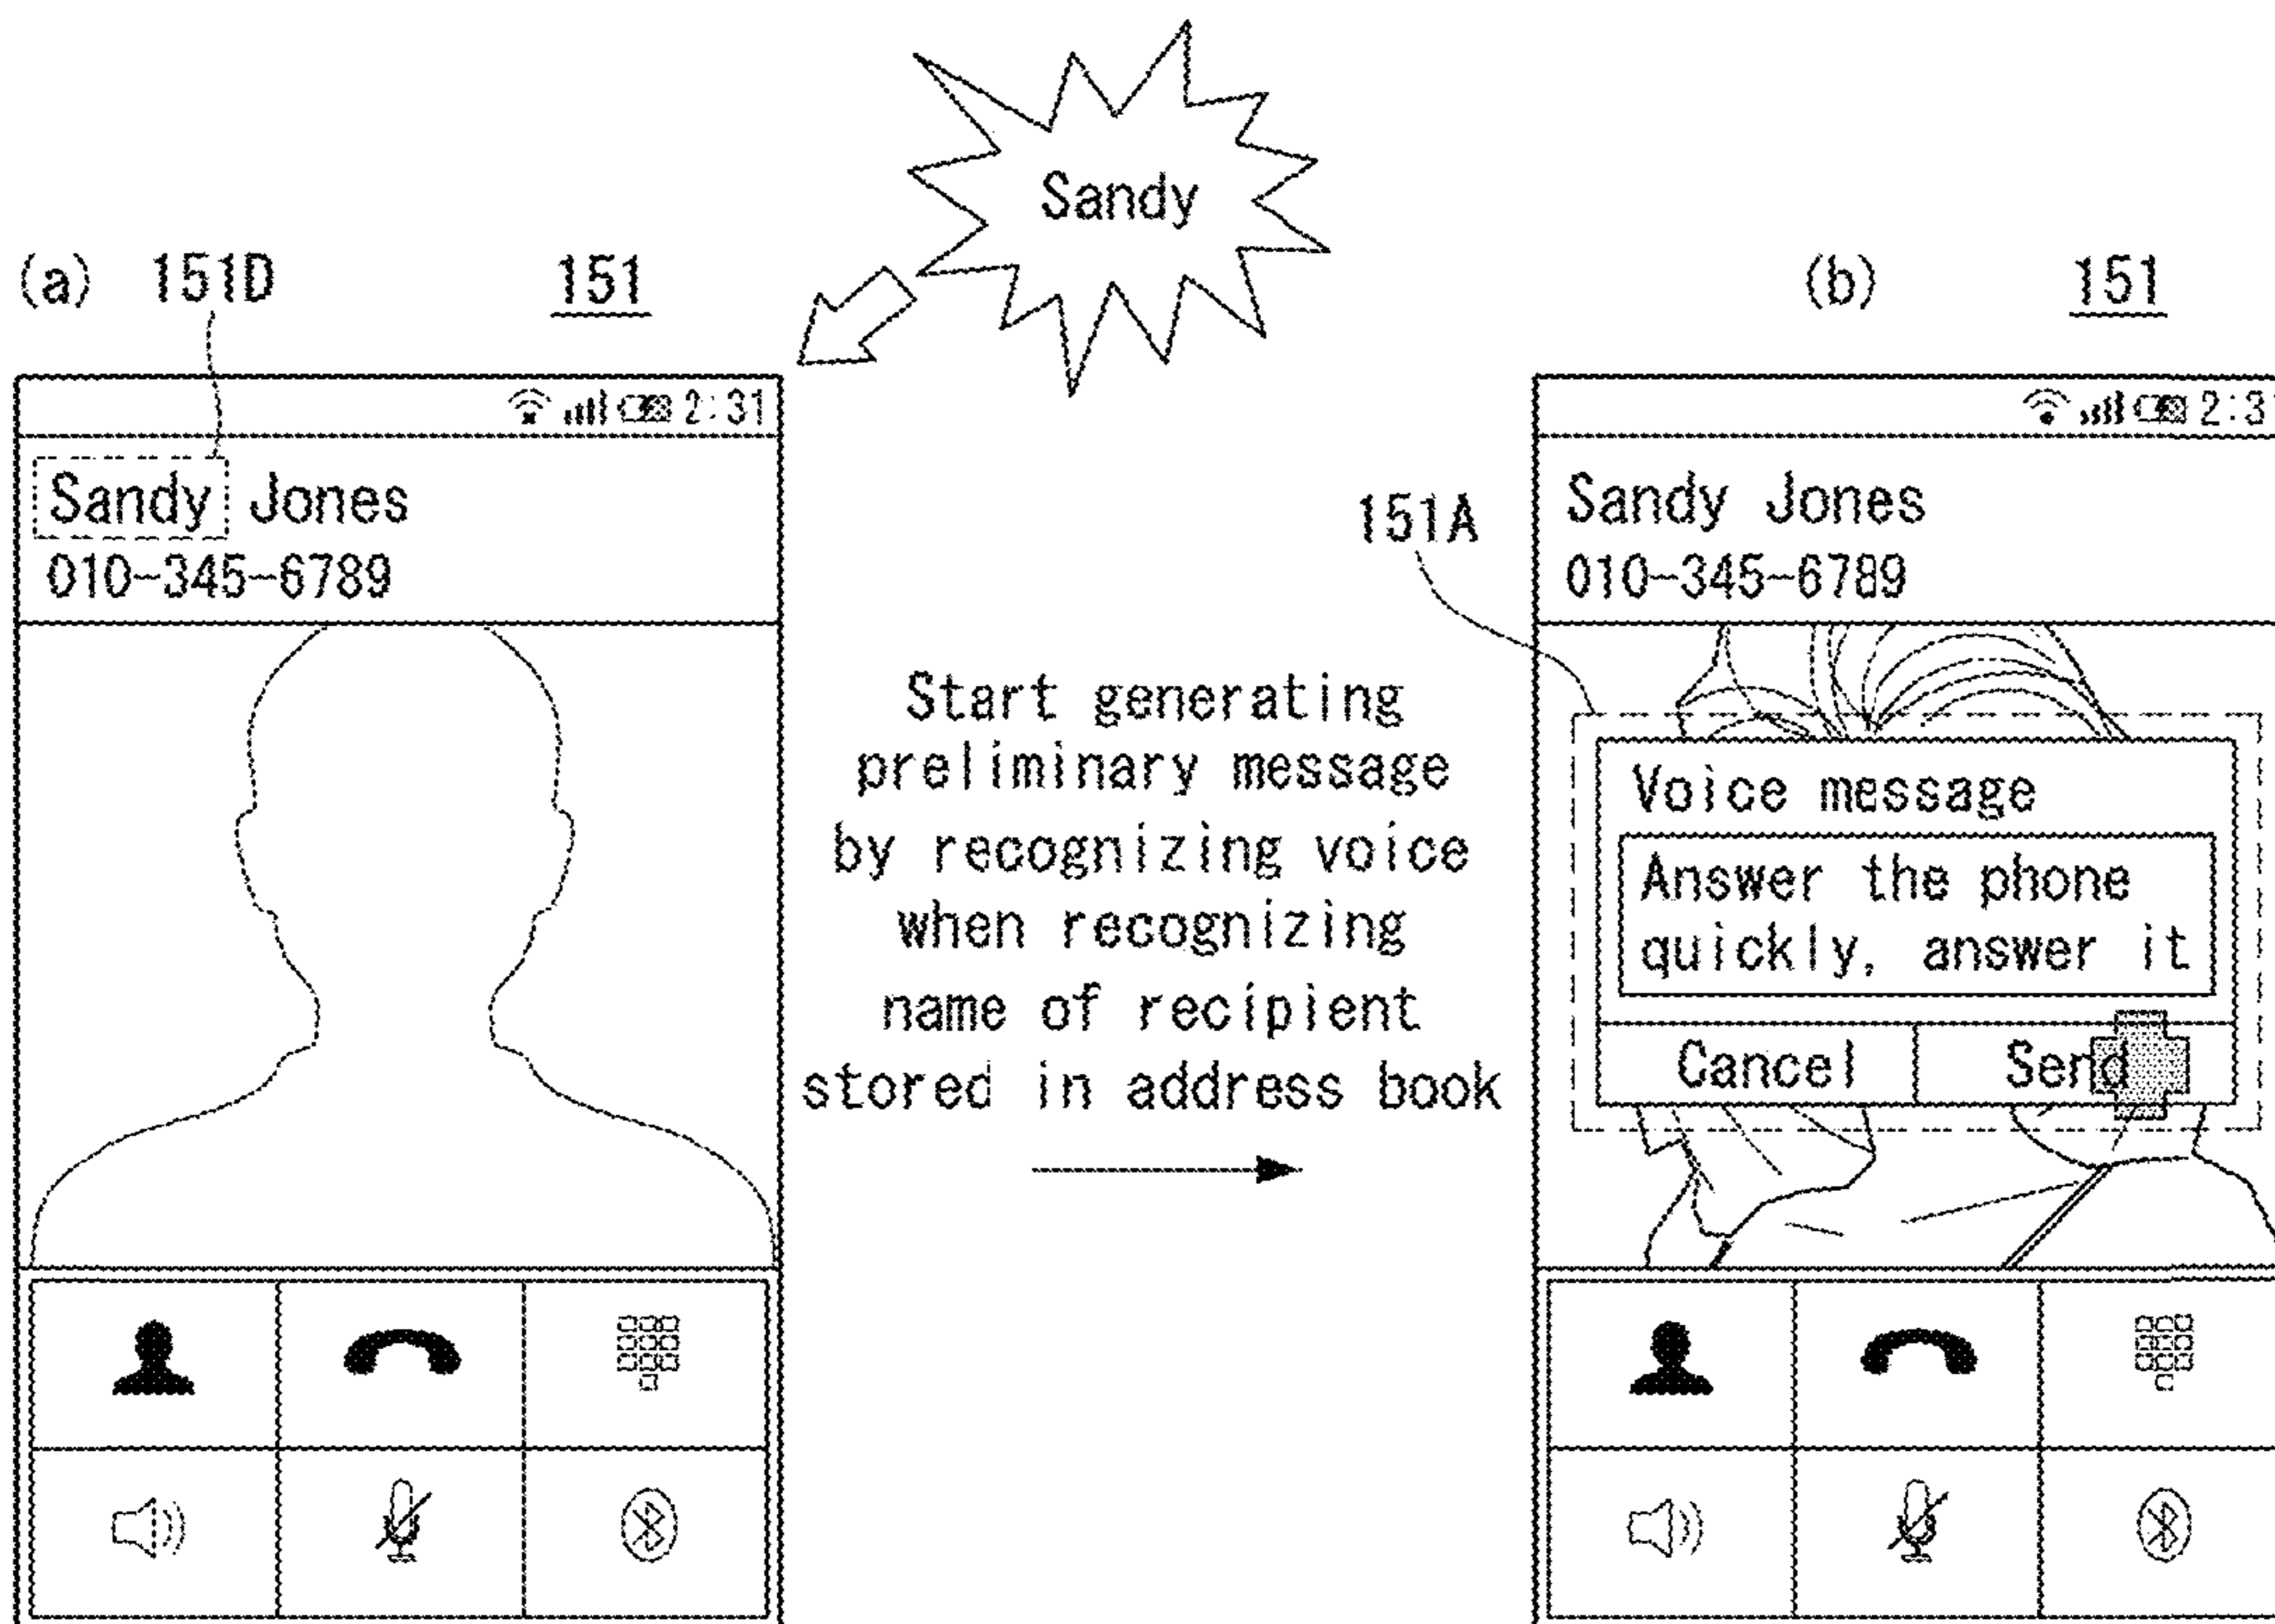 Sandy
(a) 151D 151
2:31
Sandy Jones
010-345-6789
Start generating
preliminary message
by recognizing voice
when recognizing
name of recipient
stored in address book
(b) 151
2:31
151A
Sandy Jones
010-345-6789
Voice message
Answer the phone
quickly, answer it
Cancel Send